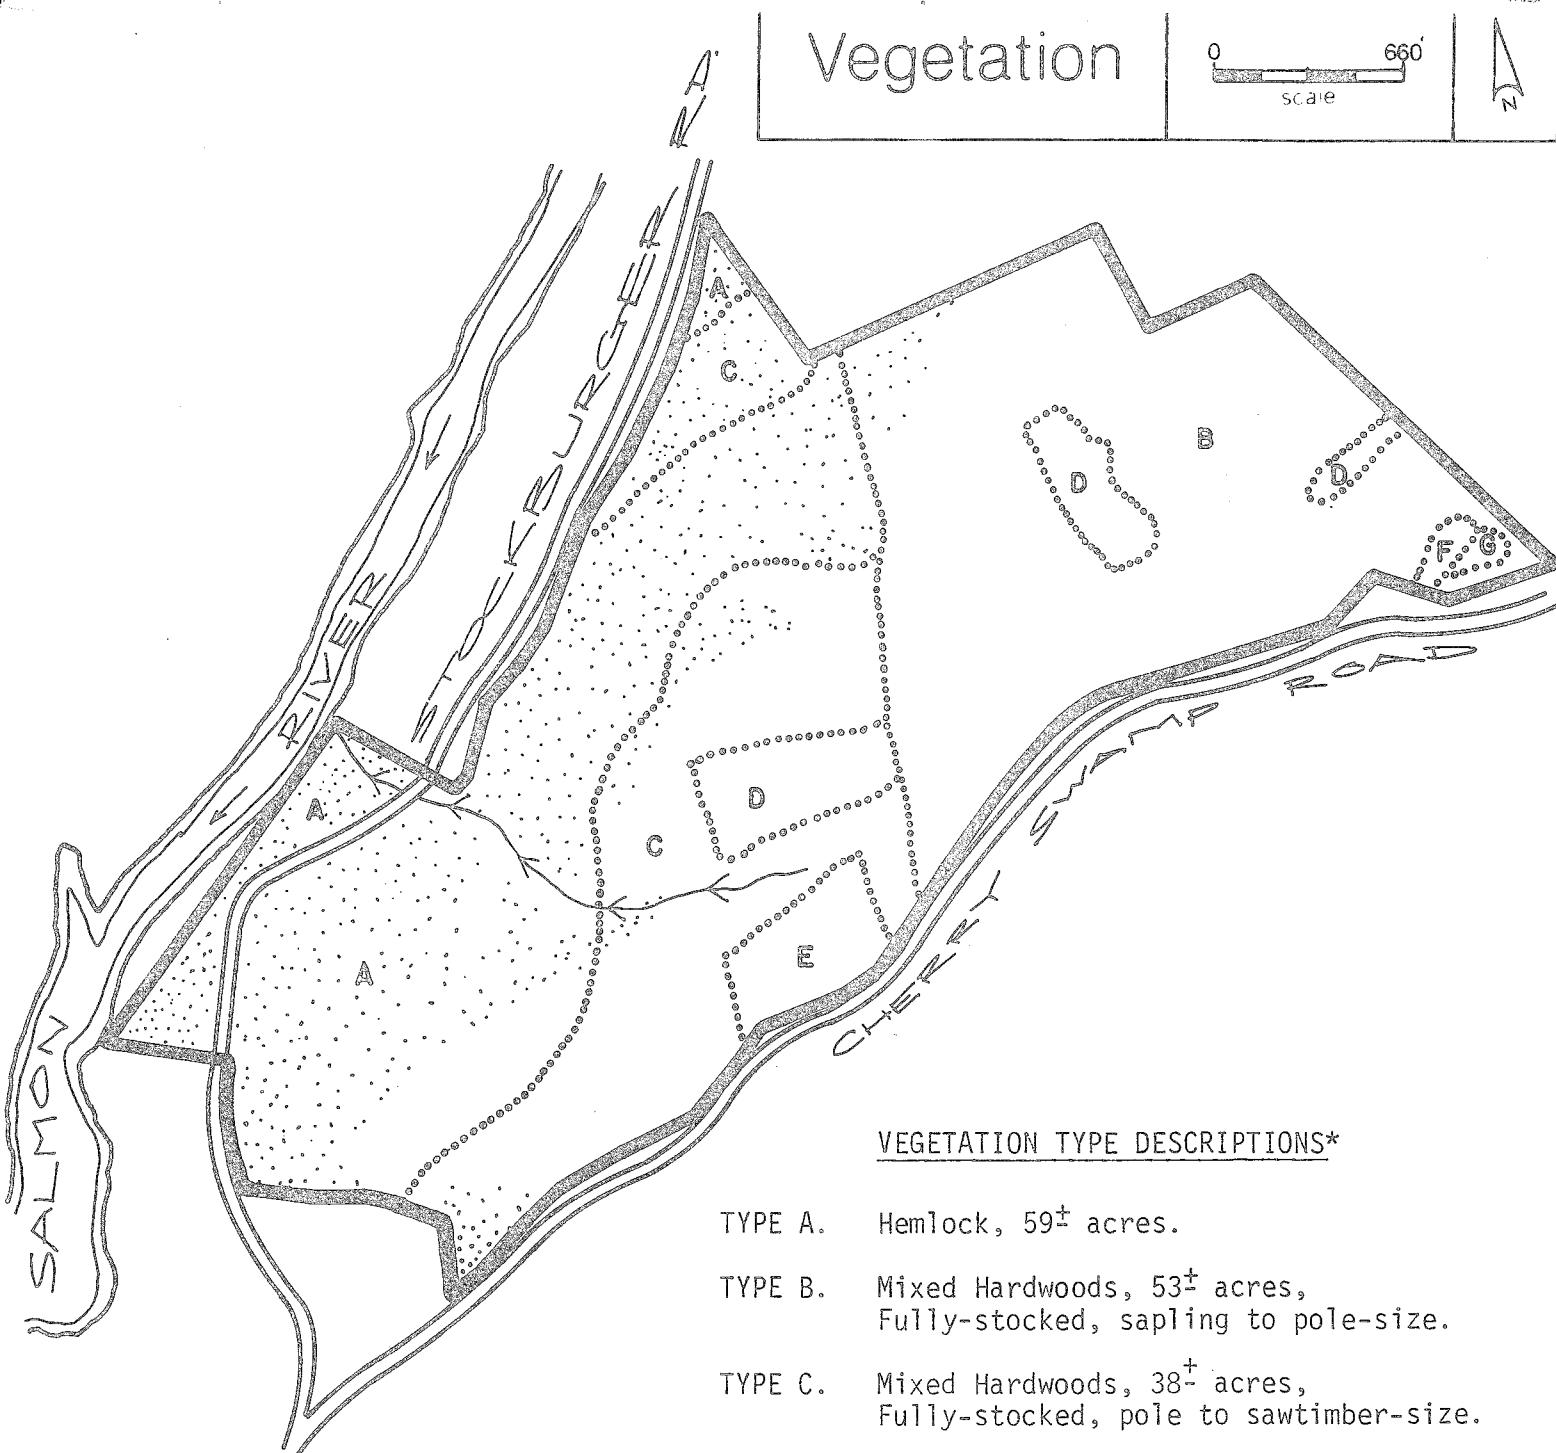 Vegetation
0 660'
scale
N
STOCKBURGER RA
A
C
B
D
D
F G
RIVER
A
D
C
A
E
SALMON
CHERRY SWAMP ROAD
VEGETATION TYPE DESCRIPTIONS*
TYPE A. Hemlock, 59± acres.
TYPE B. Mixed Hardwoods, 53± acres,
Fully-stocked, sapling to pole-size.
TYPE C. Mixed Hardwoods, 38± acres,
Fully-stocked, pole to sawtimber-size.